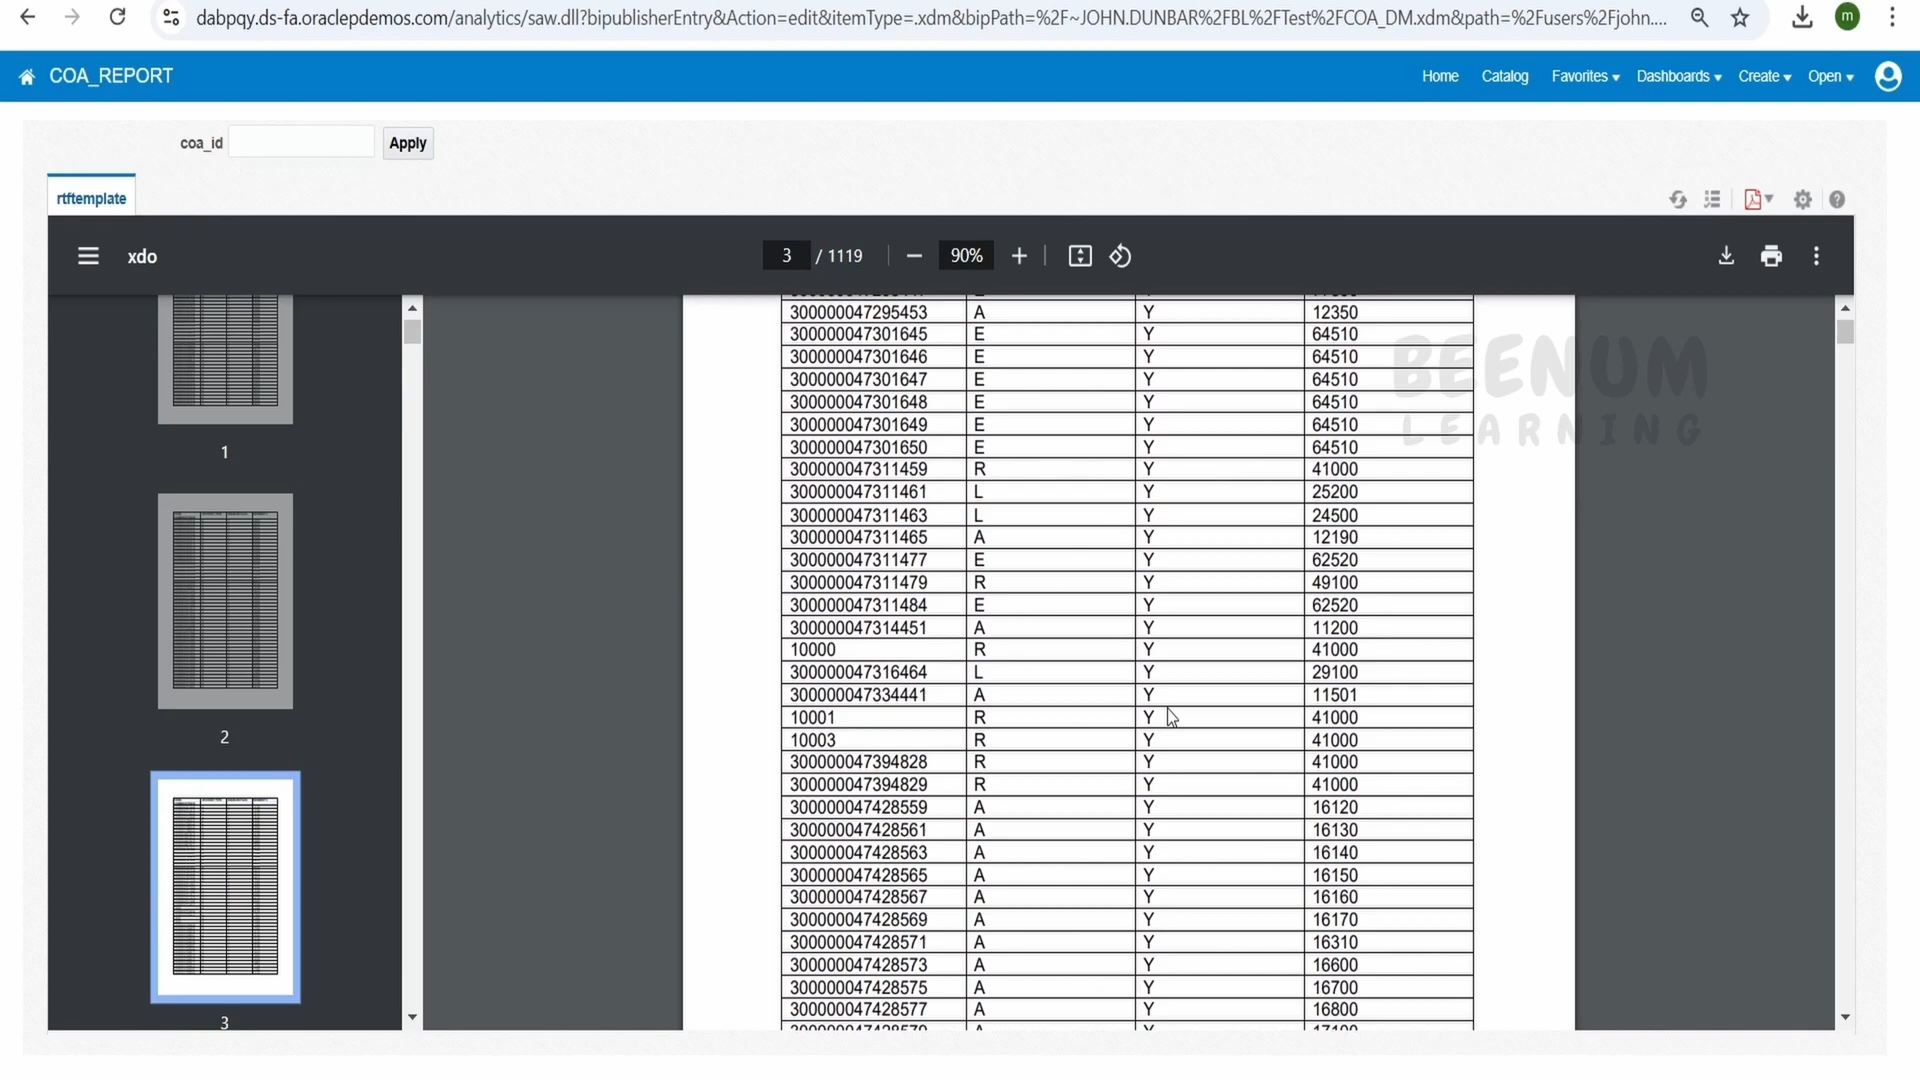 dabpqy.ds-fa.oraclepdemos.com/analytics/saw.dll?bipublisherEntry&Action=edit&itemType=.xdm&bipPath=%2F~JOHN.DUNBAR%2FBL%2FTest%2FCOA_DM.xdm&path=%2Fusers%2Fjohn....
m
COA_REPORT
Home Catalog Favorites Dashboards Create Open
coa_id Apply
rtftemplate
xdo
3 / 1119
90%
1
2
3
300000047295453 A Y 12350
300000047301645 E Y 64510
300000047301646 E Y 64510
300000047301647 E Y 64510
300000047301648 E Y 64510
300000047301649 E Y 64510
300000047301650 E Y 64510
300000047311459 R Y 41000
300000047311461 L Y 25200
300000047311463 L Y 24500
300000047311465 A Y 12190
300000047311477 E Y 62520
300000047311479 R Y 49100
300000047311484 E Y 62520
300000047314451 A Y 11200
10000 R Y 41000
300000047316464 L Y 29100
300000047334441 A Y 11501
10001 R Y 41000
10003 R Y 41000
300000047394828 R Y 41000
300000047394829 R Y 41000
300000047428559 A Y 16120
300000047428561 A Y 16130
300000047428563 A Y 16140
300000047428565 A Y 16150
300000047428567 A Y 16160
300000047428569 A Y 16170
300000047428571 A Y 16310
300000047428573 A Y 16600
300000047428575 A Y 16700
300000047428577 A Y 16800
BEENUM
LEARNING